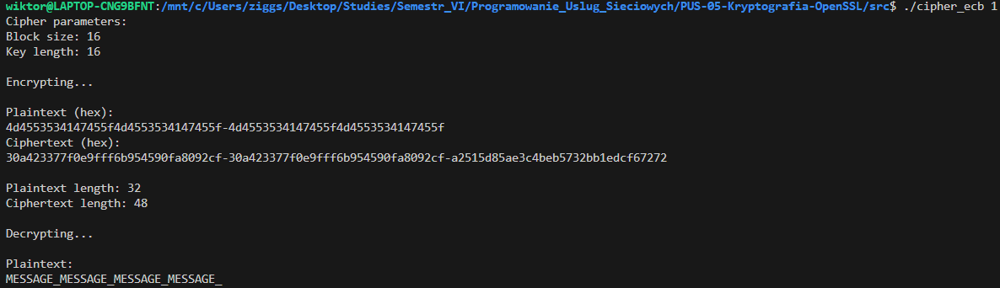 wiktor@LAPTOP-CNG9BFNT:/mnt/c/Users/ziggs/Desktop/Studies/Semestr_VI/Programowanie_Uslug_Sieciowych/PUS-05-Kryptografia-OpenSSL/src$ ./cipher_ecb 1
Cipher parameters:
Block size: 16
Key length: 16
Encrypting...
Plaintext (hex):
4d4553534147455f4d4553534147455f-4d4553534147455f4d4553534147455f
Ciphertext (hex):
30a423377f0e9fff6b954590fa8092cf-30a423377f0e9fff6b954590fa8092cf-a2515d85ae3c4beb5732bb1edcf67272
Plaintext length: 32
Ciphertext length: 48
Decrypting...
Plaintext:
MESSAGE_MESSAGE_MESSAGE_MESSAGE_